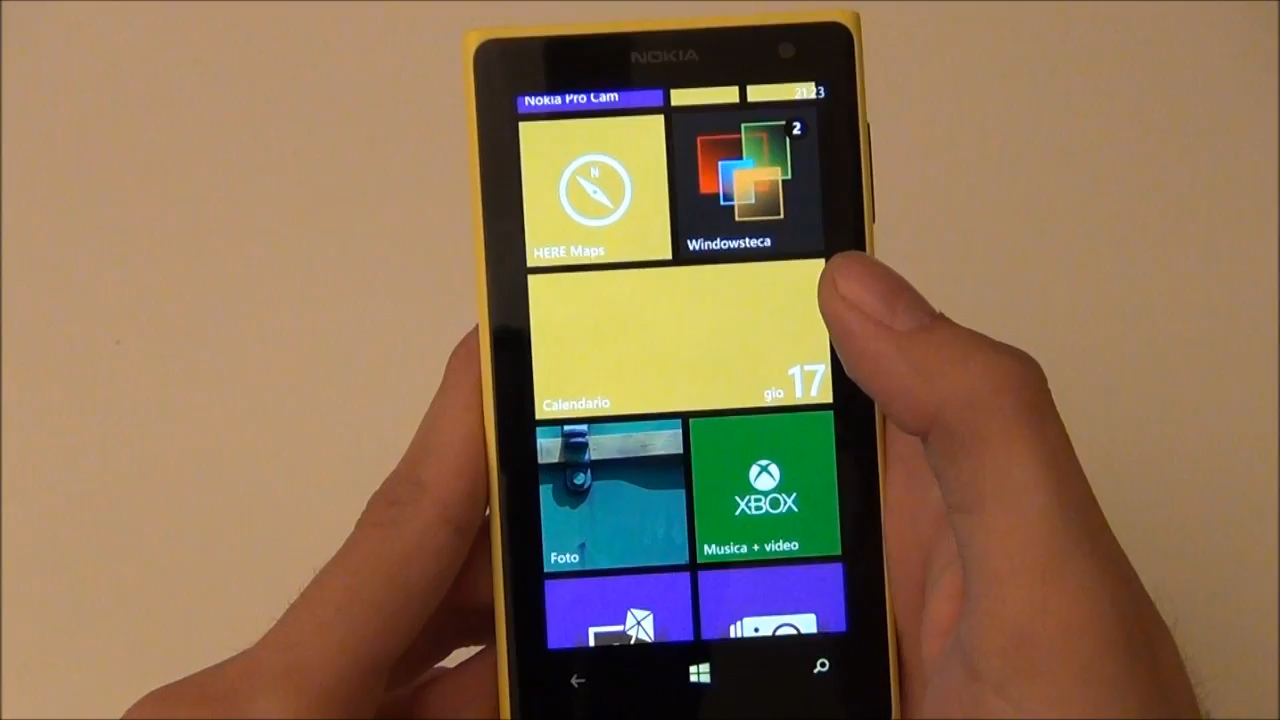 NOKIA
21:23
Nokia Pro Cam
2
N
HERE Maps
Windowsteca
gio 17
Calendario
XBOX
Foto
Musica + video